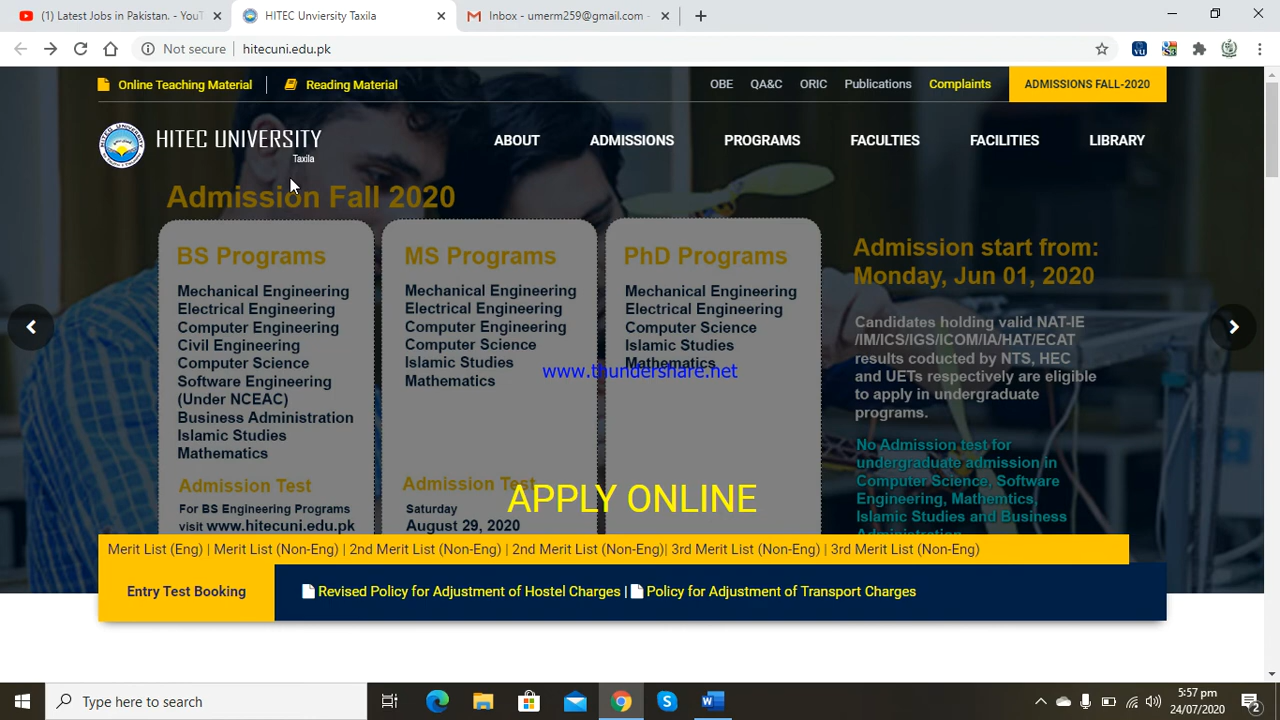 (1) Latest Jobs in Pakistan. - YouT
HITEC Unviersity Taxila
Inbox - umerm259@gmail.com -
Not secure | hitecuni.edu.pk
Online Teaching Material
Reading Material
OBE
QA&C
ORIC
Publications
Complaints
ADMISSIONS FALL-2020
HITEC UNIVERSITY
Taxila
ABOUT
ADMISSIONS
PROGRAMS
FACULTIES
FACILITIES
LIBRARY
Admission Fall 2020
BS Programs
Mechanical Engineering
Electrical Engineering
Computer Engineering
Civil Engineering
Computer Science
Software Engineering
(Under NCEAC)
Business Administration
Islamic Studies
Mathematics
Admission Test
For BS Engineering Programs
visit www.hitecuni.edu.pk
MS Programs
Mechanical Engineering
Electrical Engineering
Computer Engineering
Computer Science
Islamic Studies
Mathematics
Admission Test
Saturday
August 29, 2020
PhD Programs
Mechanical Engineering
Electrical Engineering
Computer Science
Islamic Studies
Mathematics
www.thundershare.net
Admission start from:
Monday, Jun 01, 2020
Candidates holding valid NAT-IE
/IM/ICS/IGS/ICOM/IA/HAT/ECAT
results coducted by NTS, HEC
and UETs respectively are eligible
to apply in undergraduate
programs.
No Admission test for
undergraduate admission in
Computer Science, Software
Engineering, Mathemtics,
Islamic Studies and Business
Administration
APPLY ONLINE
Merit List (Eng) | Merit List (Non-Eng) | 2nd Merit List (Non-Eng) | 2nd Merit List (Non-Eng)| 3rd Merit List (Non-Eng) | 3rd Merit List (Non-Eng)
Entry Test Booking
Revised Policy for Adjustment of Hostel Charges | Policy for Adjustment of Transport Charges
Type here to search
5:57 pm
24/07/2020
2